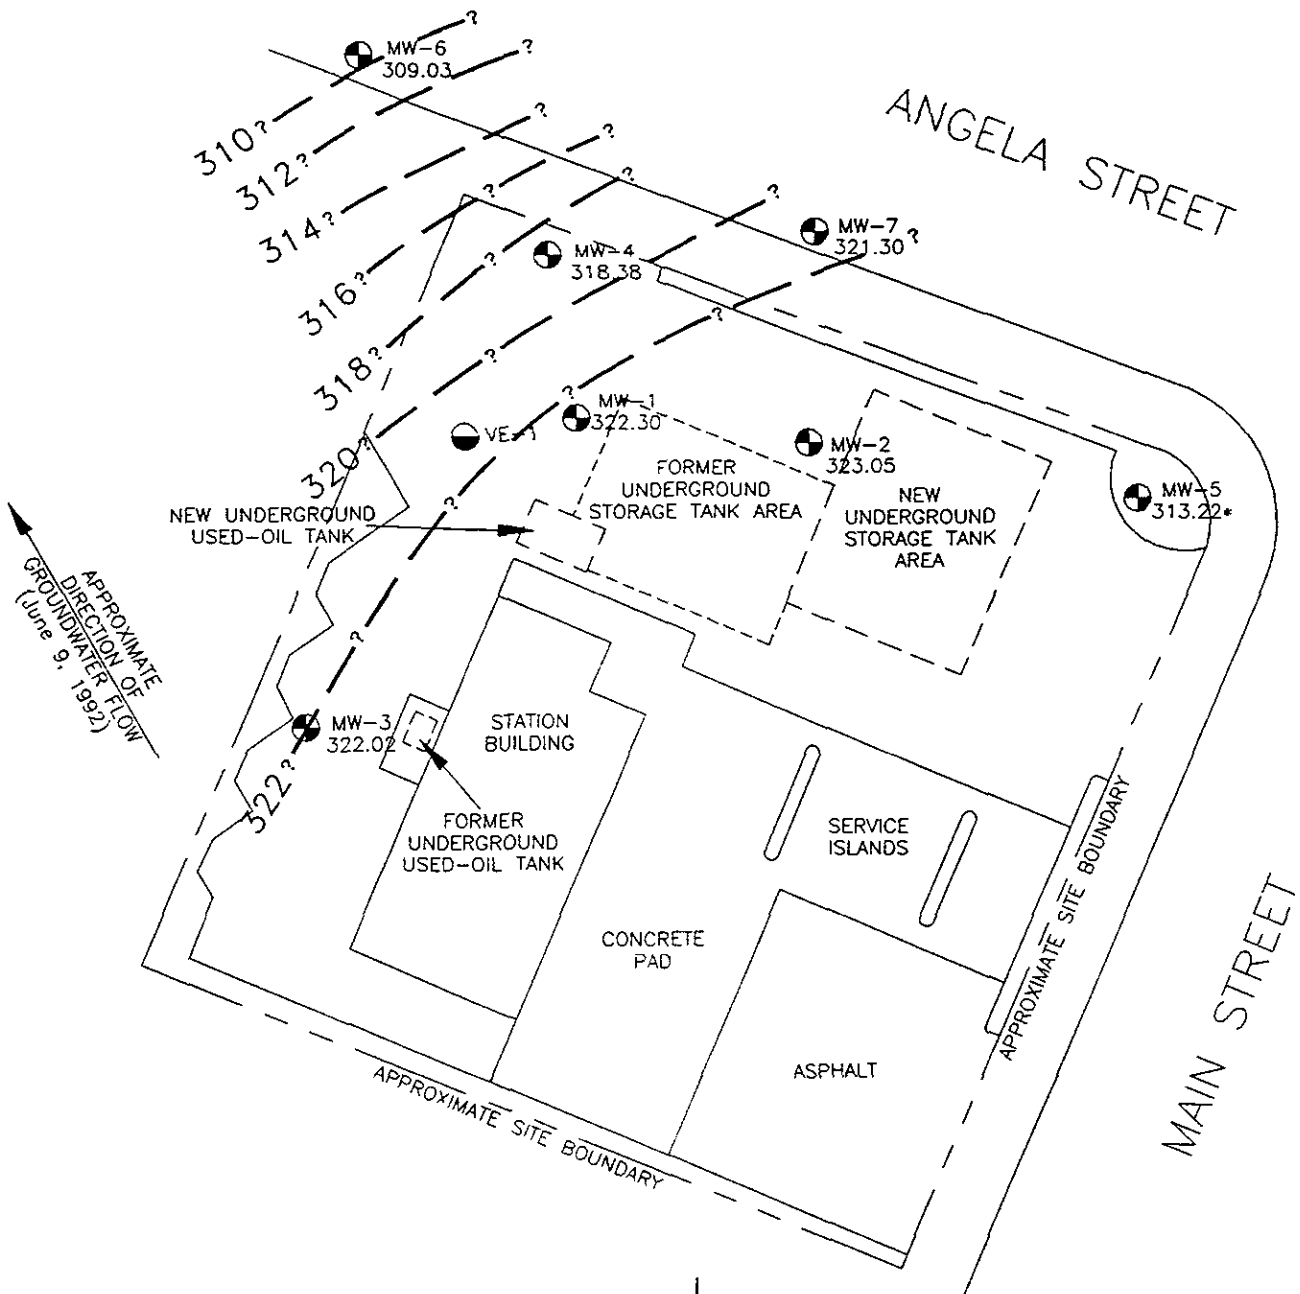 MW-6
309.03
ANGELA STREET
310?
312?
314?
316?
318?
320?
322?
?
?
?
?
?
?
?
?
?
?
?
?
?
?
MW-7
321.30
MW-4
318.38
MW-1
322.30
VE-1
MW-2
323.05
MW-5
313.22*
FORMER
UNDERGROUND
STORAGE TANK AREA
NEW
UNDERGROUND
STORAGE TANK
AREA
NEW UNDERGROUND
USED-OIL TANK
APPROXIMATE
DIRECTION OF
GROUNDWATER FLOW
(June 9, 1992)
MW-3
322.02
STATION
BUILDING
FORMER
UNDERGROUND
USED-OIL TANK
SERVICE
ISLANDS
CONCRETE
PAD
ASPHALT
APPROXIMATE SITE BOUNDARY
APPROXIMATE SITE BOUNDARY
MAIN STREET